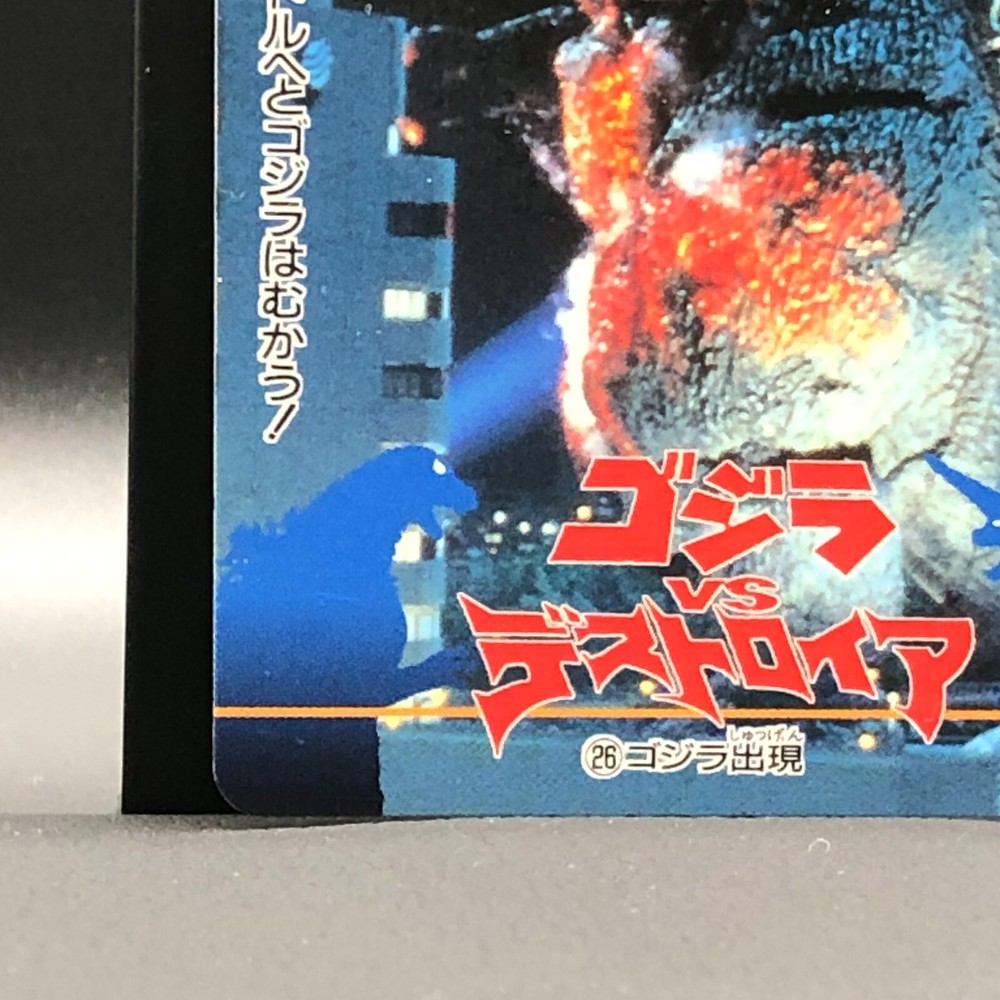 ルへとゴジラはむかう!
ゴジラ
VS
デストロイア
しゅつげん
㉖ゴジラ出現